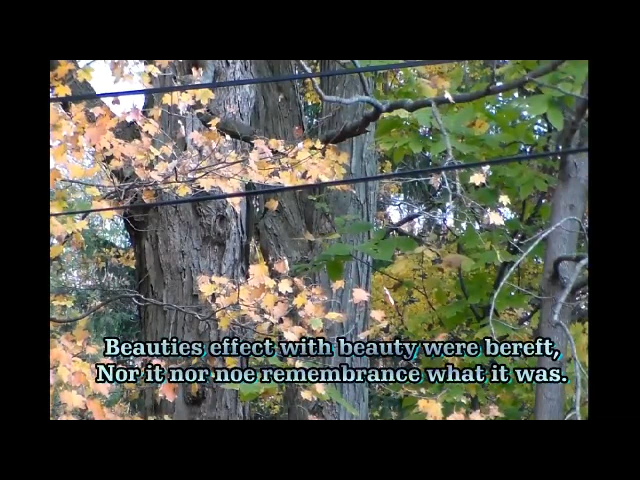 Beauties effect with beauty were bereft,
Nor it nor noe remembrance what it was.